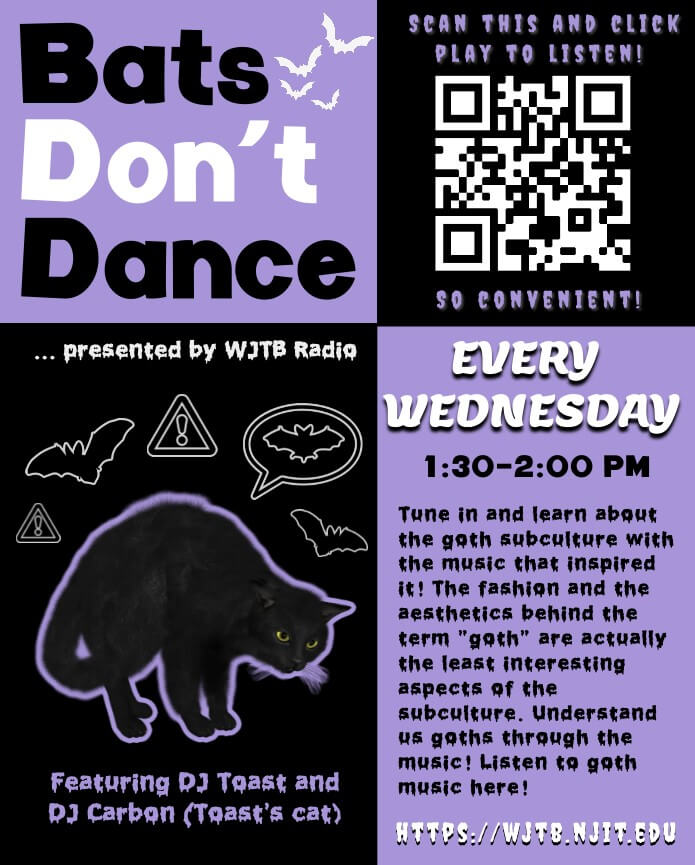 Bats
Don't
Dance
SCAN THIS AND CLICK
PLAY TO LISTEN!
SO CONVENIENT!
... presented by WJTB Radio
Featuring DJ Toast and
DJ Carbon (Toast's cat)
EVERY
WEDNESDAY
1:30-2:00 PM
Tune in and learn about
the goth subculture with
the music that inspired
it! The fashion and the
aesthetics behind the
term "goth" are actually
the least interesting
aspects of the
subculture. Understand
us goths through the
music! Listen to goth
music here!
HTTPS://WJTB.NJIT.EDU